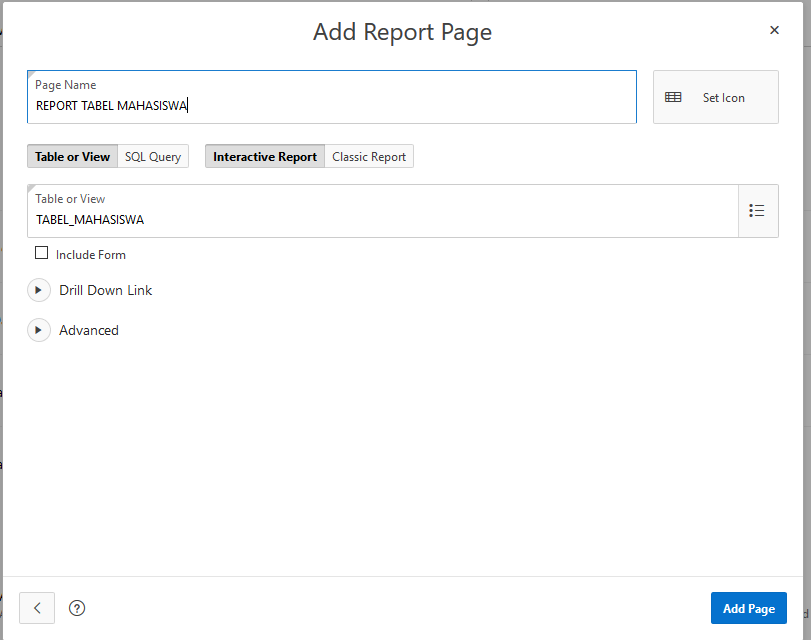 Add Report Page
Page Name
REPORT TABEL MAHASISWA
Set Icon
Table or View SQL Query Interactive Report Classic Report
Table or View
TABEL_MAHASISWA
Include Form
Drill Down Link
Advanced
Add Page